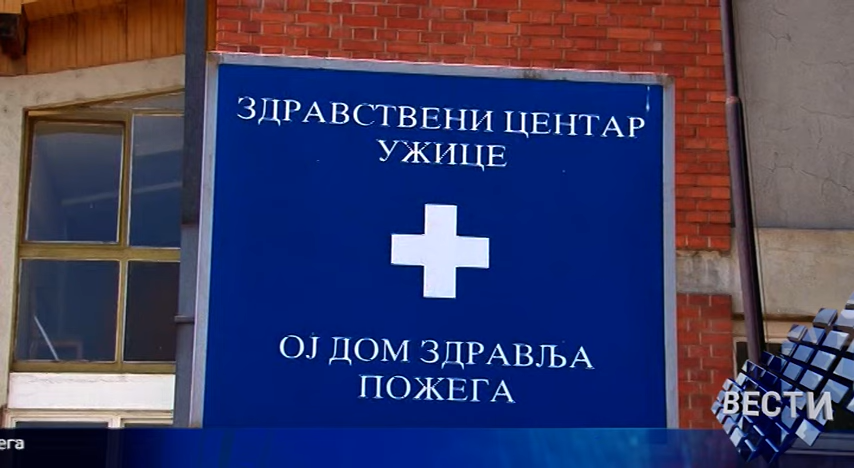 ЗДРАВСТВЕНИ ЦЕНТАР
УЖИЦЕ
ОЈ ДОМ ЗДРАВЉА
ПОЖЕГА
ВЕСТИ